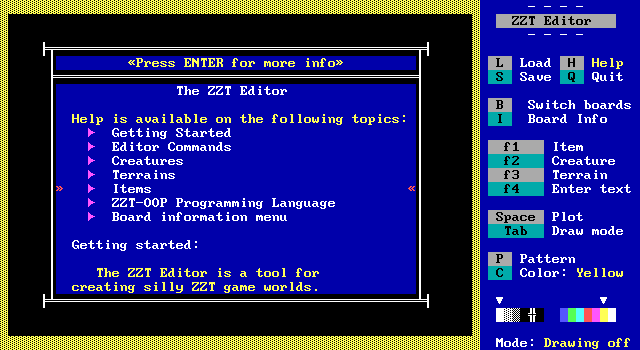 «Press ENTER for more info»
The ZZT Editor
Help is available on the following topics:
Getting Started
Editor Commands
Creatures
Terrains
» Items «
ZZT-OOP Programming Language
Board information menu
Getting started:
The ZZT Editor is a tool for
creating silly ZZT game worlds.
- - - -
ZZT Editor
- - - -
L Load H Help
S Save Q Quit
B Switch boards
I Board Info
f1 Item
f2 Creature
f3 Terrain
f4 Enter text
Space Plot
Tab Draw mode
P Pattern
C Color: Yellow
Mode: Drawing off